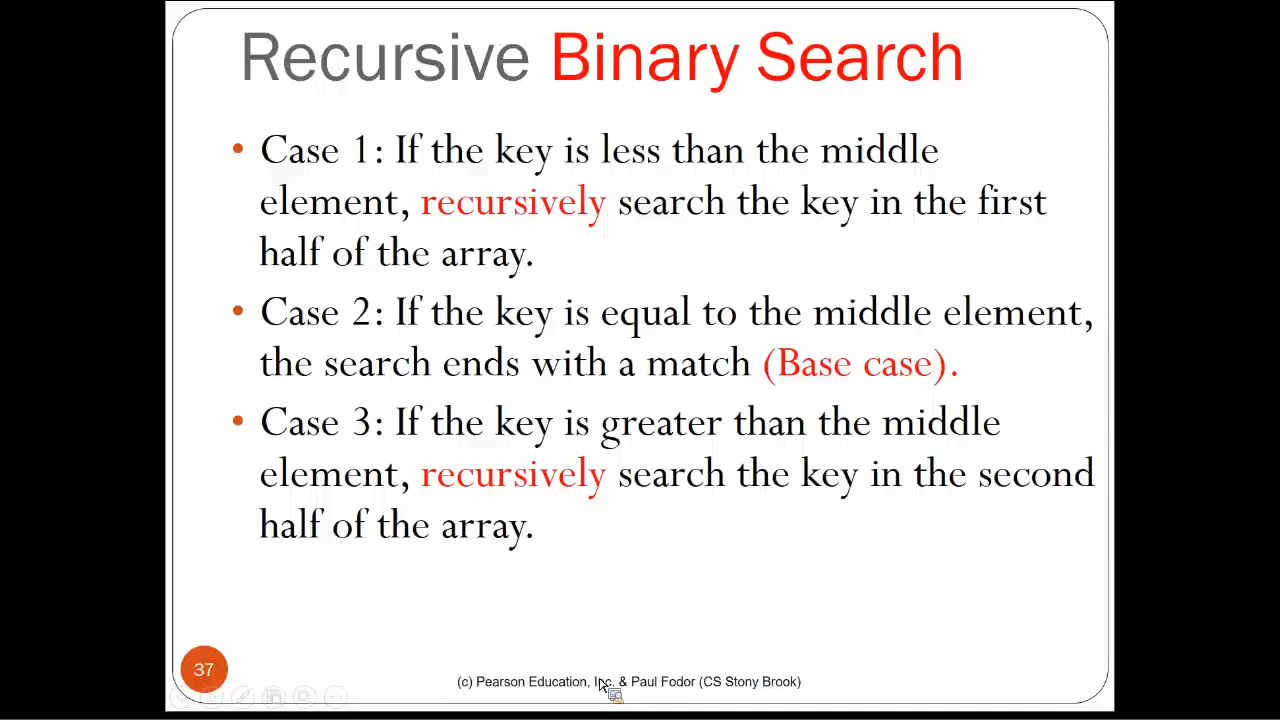 Recursive Binary Search
• Case 1: If the key is less than the middle
element, recursively search the key in the first
half of the array.
• Case 2: If the key is equal to the middle element,
the search ends with a match (Base case).
• Case 3: If the key is greater than the middle
element, recursively search the key in the second
half of the array.
37
(c) Pearson Education, Inc. & Paul Fodor (CS Stony Brook)